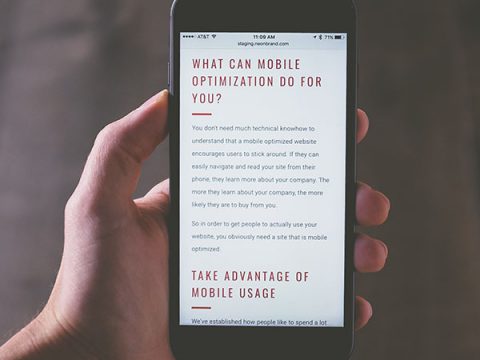 AT&T 11:09 AM 71%
staging.neonbrand.com
WHAT CAN MOBILE
OPTIMIZATION DO FOR
YOU?
You don't need much technical knowhow to
understand that a mobile optimized website
encourages users to stick around. If they can
easily navigate and read your site from their
phone, they learn more about your company. The
more they learn about your company, the more
likely they are to buy from you.
So in order to get people to actually use your
website, you obviously need a site that is mobile
optimized.
TAKE ADVANTAGE OF
MOBILE USAGE
We've established how people like to spend a lot